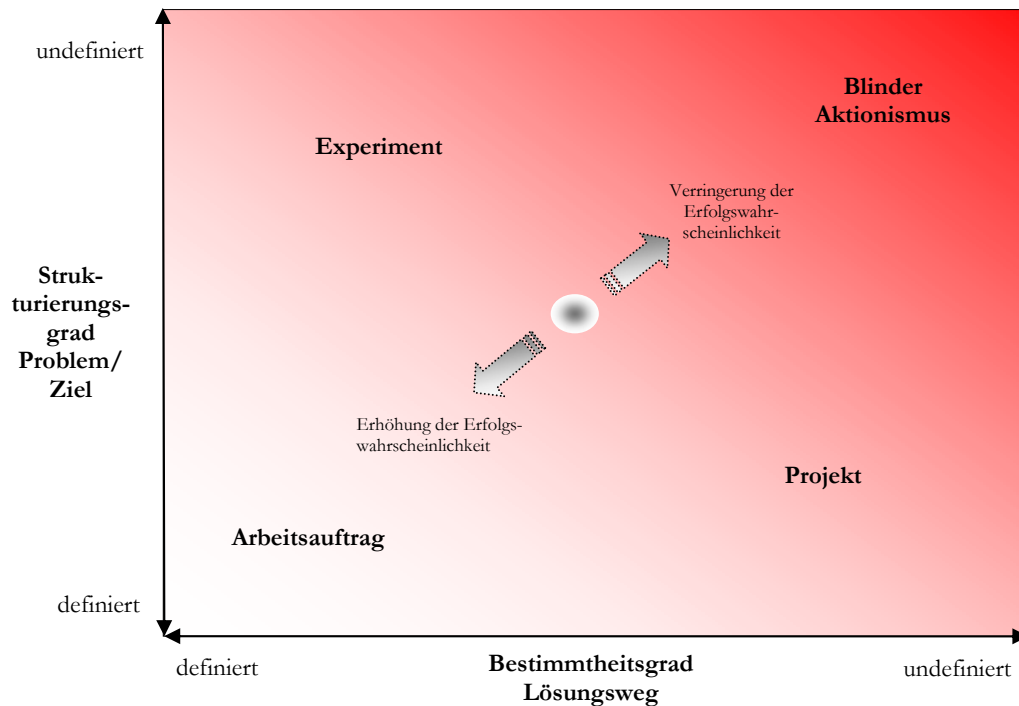 undefiniert
Blinder
Aktionismus
Experiment
Verringerung der
Erfolgswahr-
scheinlichkeit
Struk-
turierungs-
grad
Problem/
Ziel
Erhöhung der Erfolgs-
wahrscheinlichkeit
Projekt
Arbeitsauftrag
definiert
definiert
Bestimmtheitsgrad
Lösungsweg
undefiniert